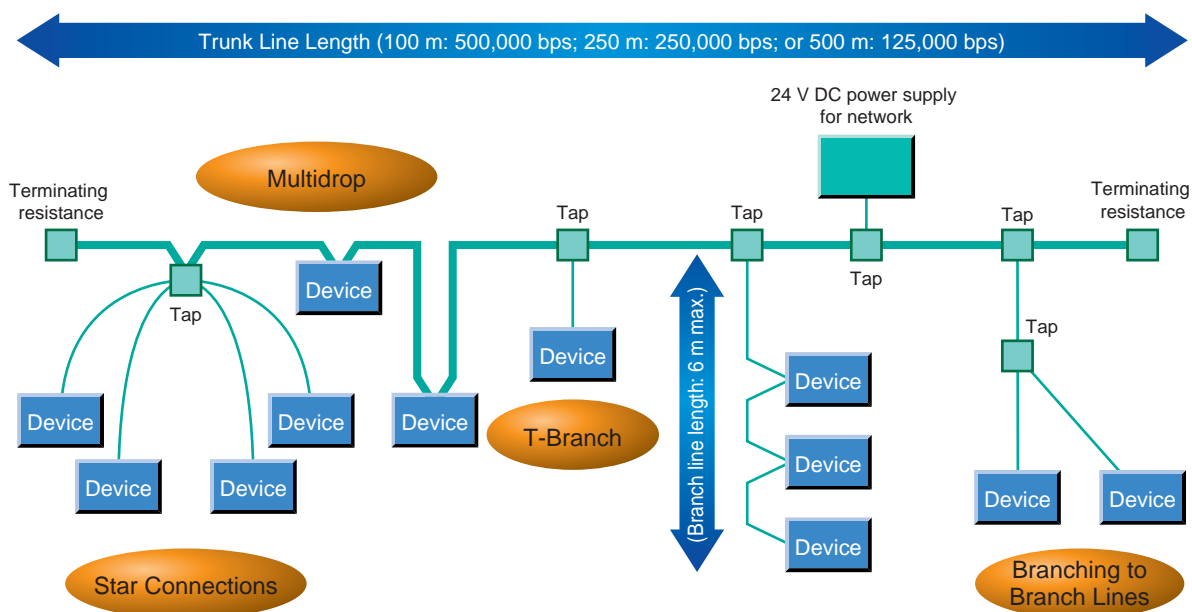 Trunk Line Length (100 m: 500,000 bps; 250 m: 250,000 bps; or 500 m: 125,000 bps)
24 V DC power supply
for network
Multidrop
Terminating
resistance
Tap
Tap
Tap
Terminating
resistance
Device
Tap
Tap
Tap
Device
Device
Device
Device
Device
Device
T-Branch
(Branch line length: 6 m max.)
Device
Device
Device
Device
Device
Device
Star Connections
Device
Branching to
Branch Lines